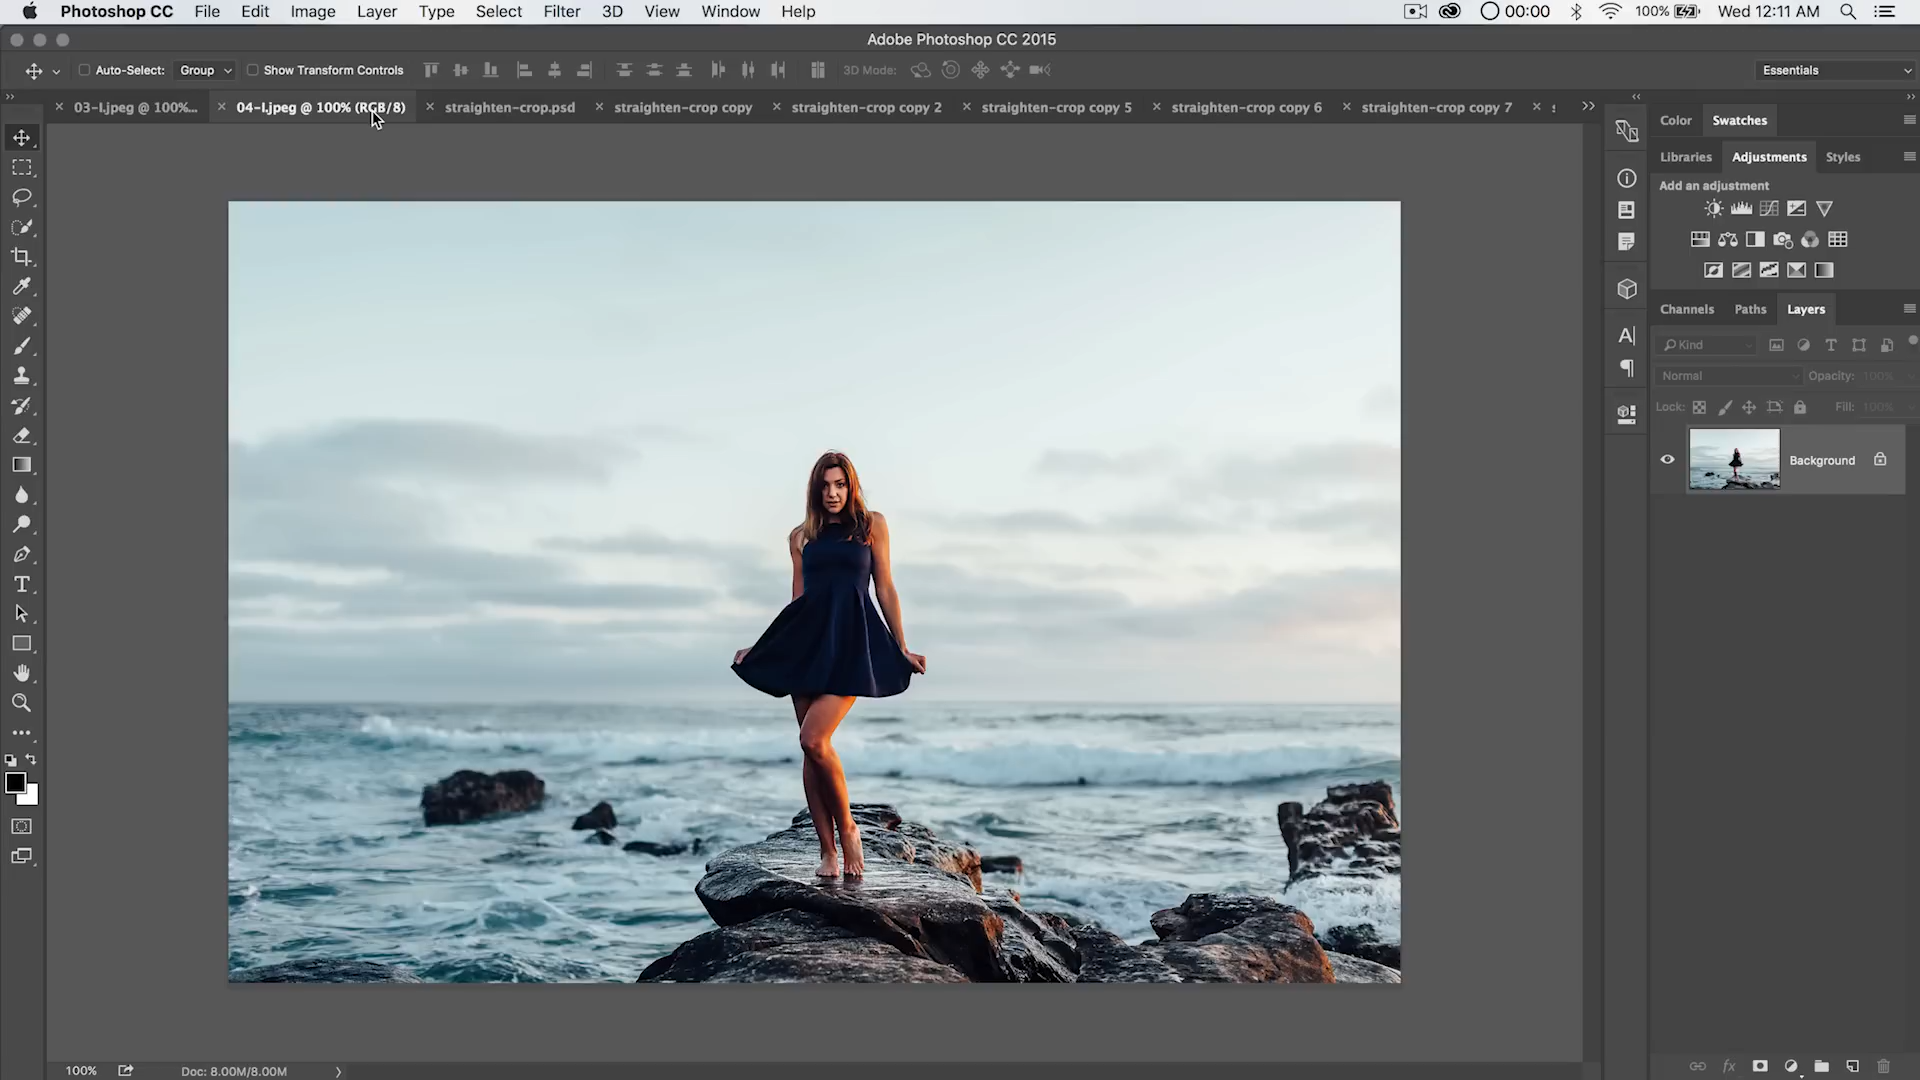 Photoshop CC File Edit Image Layer Type Select Filter 3D View Window Help 00:00 100% Wed 12:11 AM
Adobe Photoshop CC 2015
Auto-Select: Group Show Transform Controls 3D Mode: Essentials
03-l.jpeg @ 100%... 04-l.jpeg @ 100% (RGB/8) straighten-crop.psd straighten-crop copy straighten-crop copy 2 straighten-crop copy 5 straighten-crop copy 6 straighten-crop copy 7
Color Swatches
Libraries Adjustments Styles
Add an adjustment
Channels Paths Layers
Kind
Normal Opacity: 100%
Lock: Fill: 100%
Background
100% Doc: 8.00M/8.00M